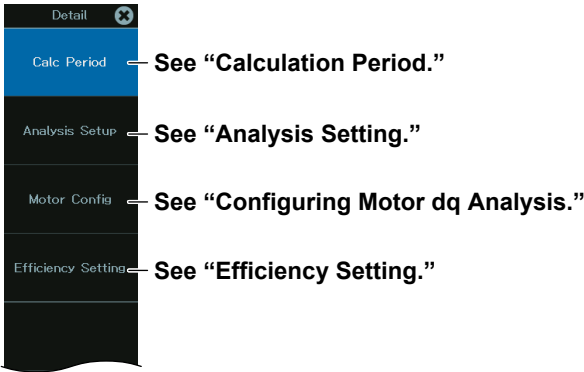 Detail
Calc Period
See “Calculation Period.”
Analysis Setup
See “Analysis Setting.”
Motor Config
See “Configuring Motor dq Analysis.”
Efficiency Setting
See “Efficiency Setting.”